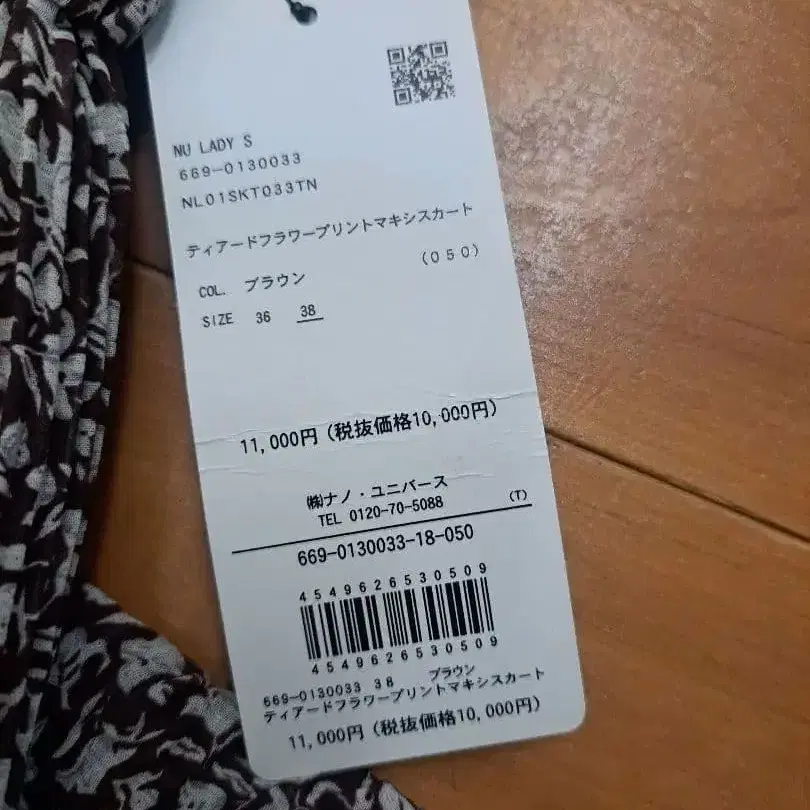 NU LADY S
669-0130033
NL01SKT033TN
ティアードフラワープリントマキシスカート
COL. ブラウン (050)
SIZE 36 38
11,000円 (税抜価格10,000円)
㈱ナノ・ユニバース
TEL 0120-70-5088 (T)
669-0130033-18-050
4549626530509
4549626530509
669-0130033 38 ブラウン
ティアードフラワープリントマキシスカート
11,000円 (税抜価格10,000円)